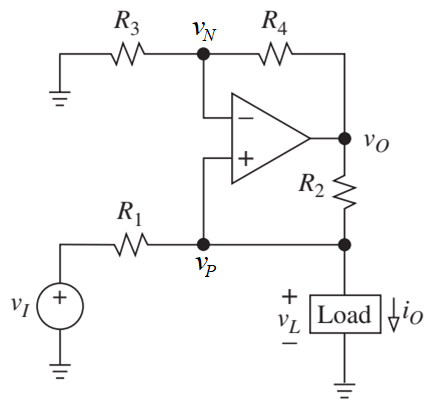 R3
vN
R4
−
+
vO
R2
R1
vP
vI
+
+
vL
−
Load
iO